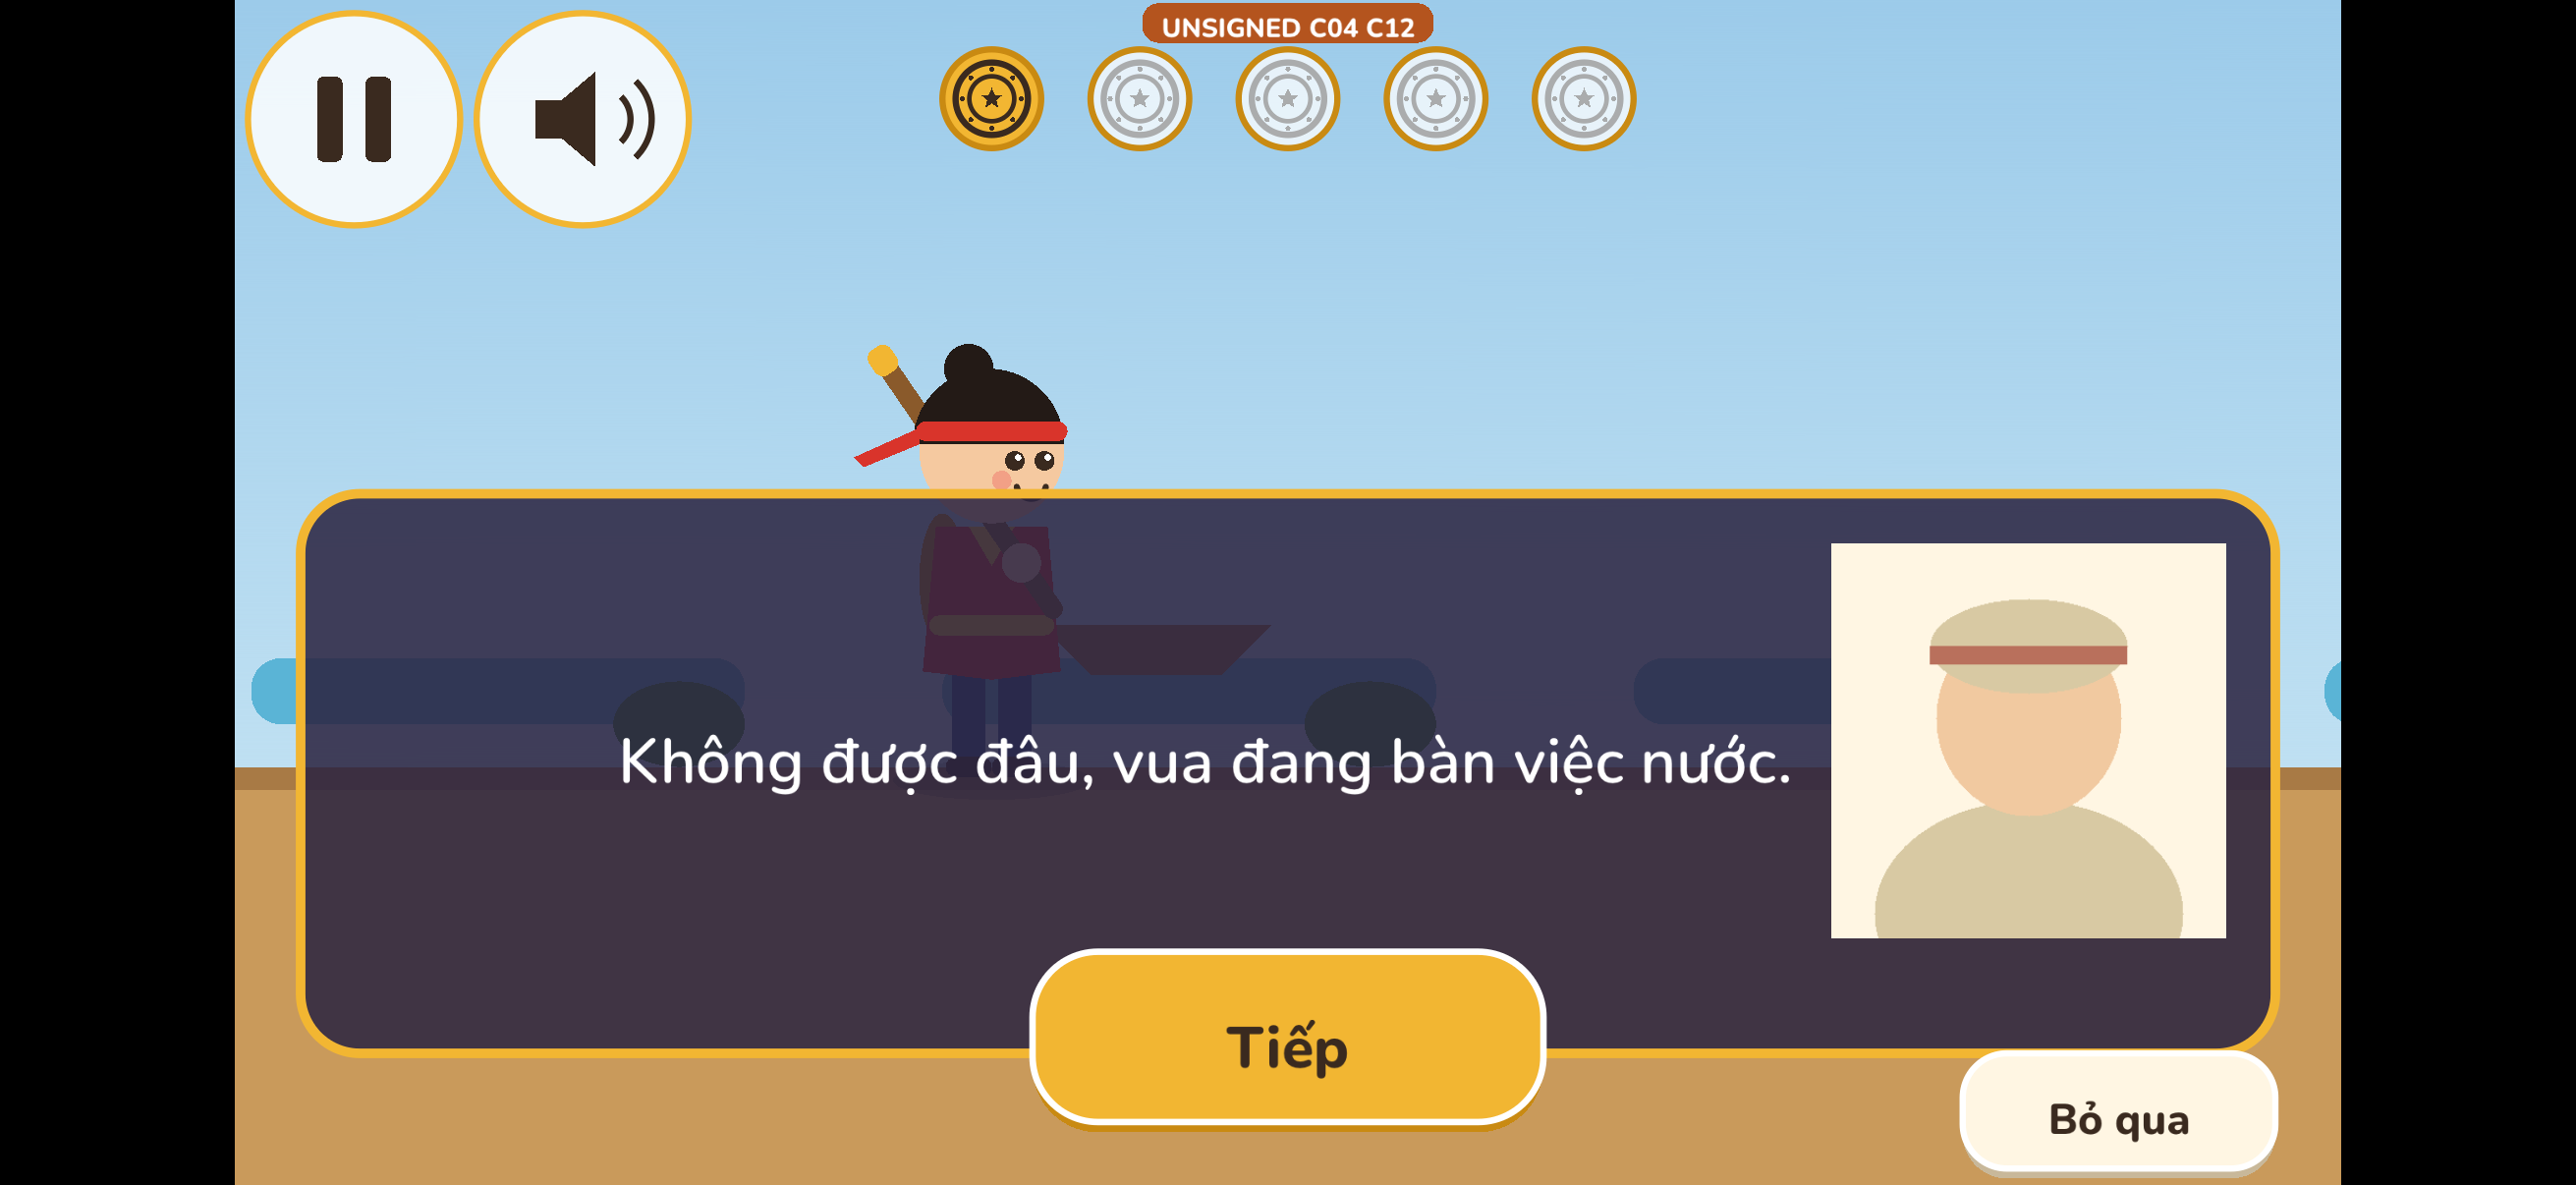 UNSIGNED C04 C12
Không được đâu, vua đang bàn việc nước.
Tiếp
Bỏ qua